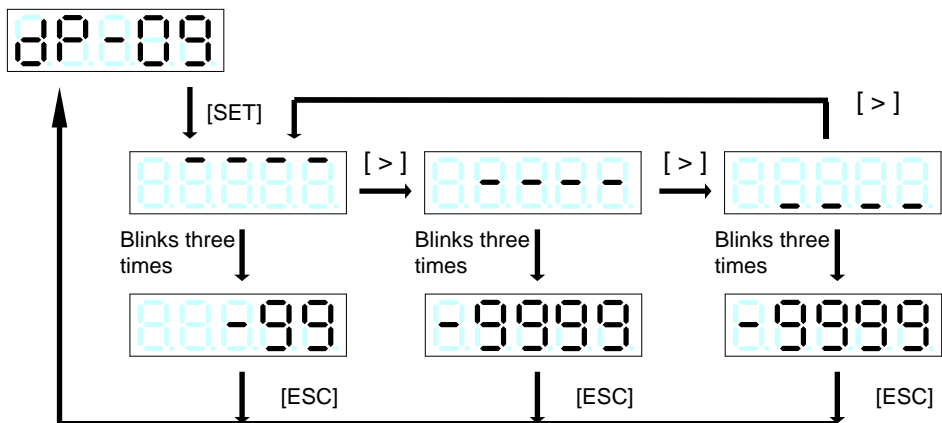 dP-09
[SET]
[ > ]
- - - -
[ > ]
- - - -
[ > ]
_ _ _ _
Blinks three
times
Blinks three
times
Blinks three
times
-99
-9999
-9999
[ESC]
[ESC]
[ESC]